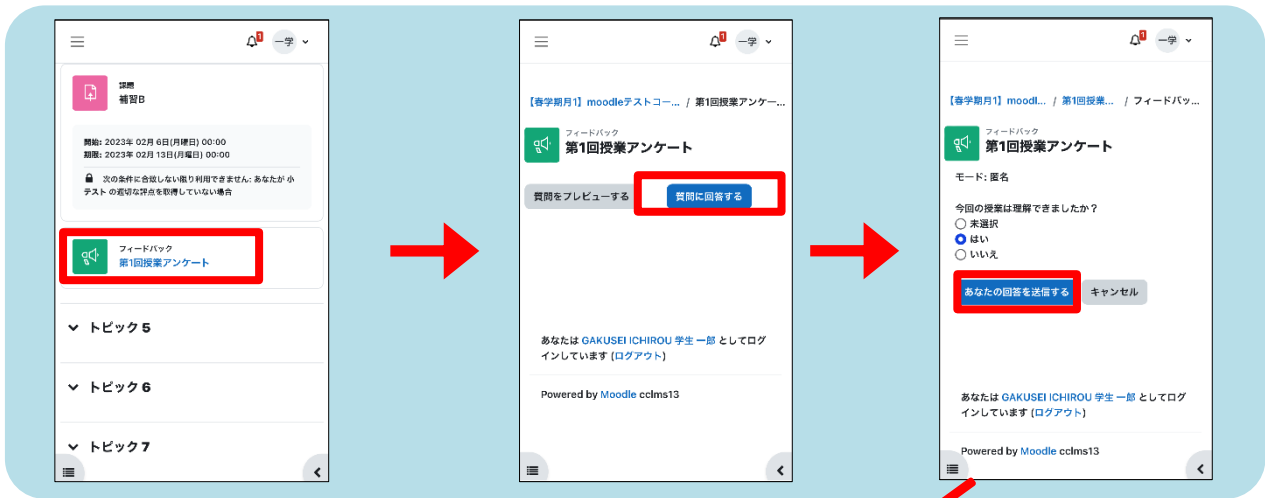 1
一学
課題
補習B
開始: 2023年 02月 6日(月曜日) 00:00
期限: 2023年 02月 13日(月曜日) 00:00
次の条件に合致しない限り利用できません: あなたが 小
テスト の適切な評点を取得していない場合
フィードバック
第1回授業アンケート
トピック 5
トピック 6
トピック 7
1
一学
【春学期月1】moodleテストコー... / 第1回授業アンケー...
フィードバック
第1回授業アンケート
質問をプレビューする
質問に回答する
あなたは GAKUSEI ICHIROU 学生 一郎 としてログ
インしています (ログアウト)
Powered by Moodle cclms13
1
一学
【春学期月1】moodl... / 第1回授業... / フィードバッ...
フィードバック
第1回授業アンケート
モード: 匿名
今回の授業は理解できましたか？
未選択
はい
いいえ
あなたの回答を送信する
キャンセル
あなたは GAKUSEI ICHIROU 学生 一郎 としてログ
インしています (ログアウト)
Powered by Moodle cclms13